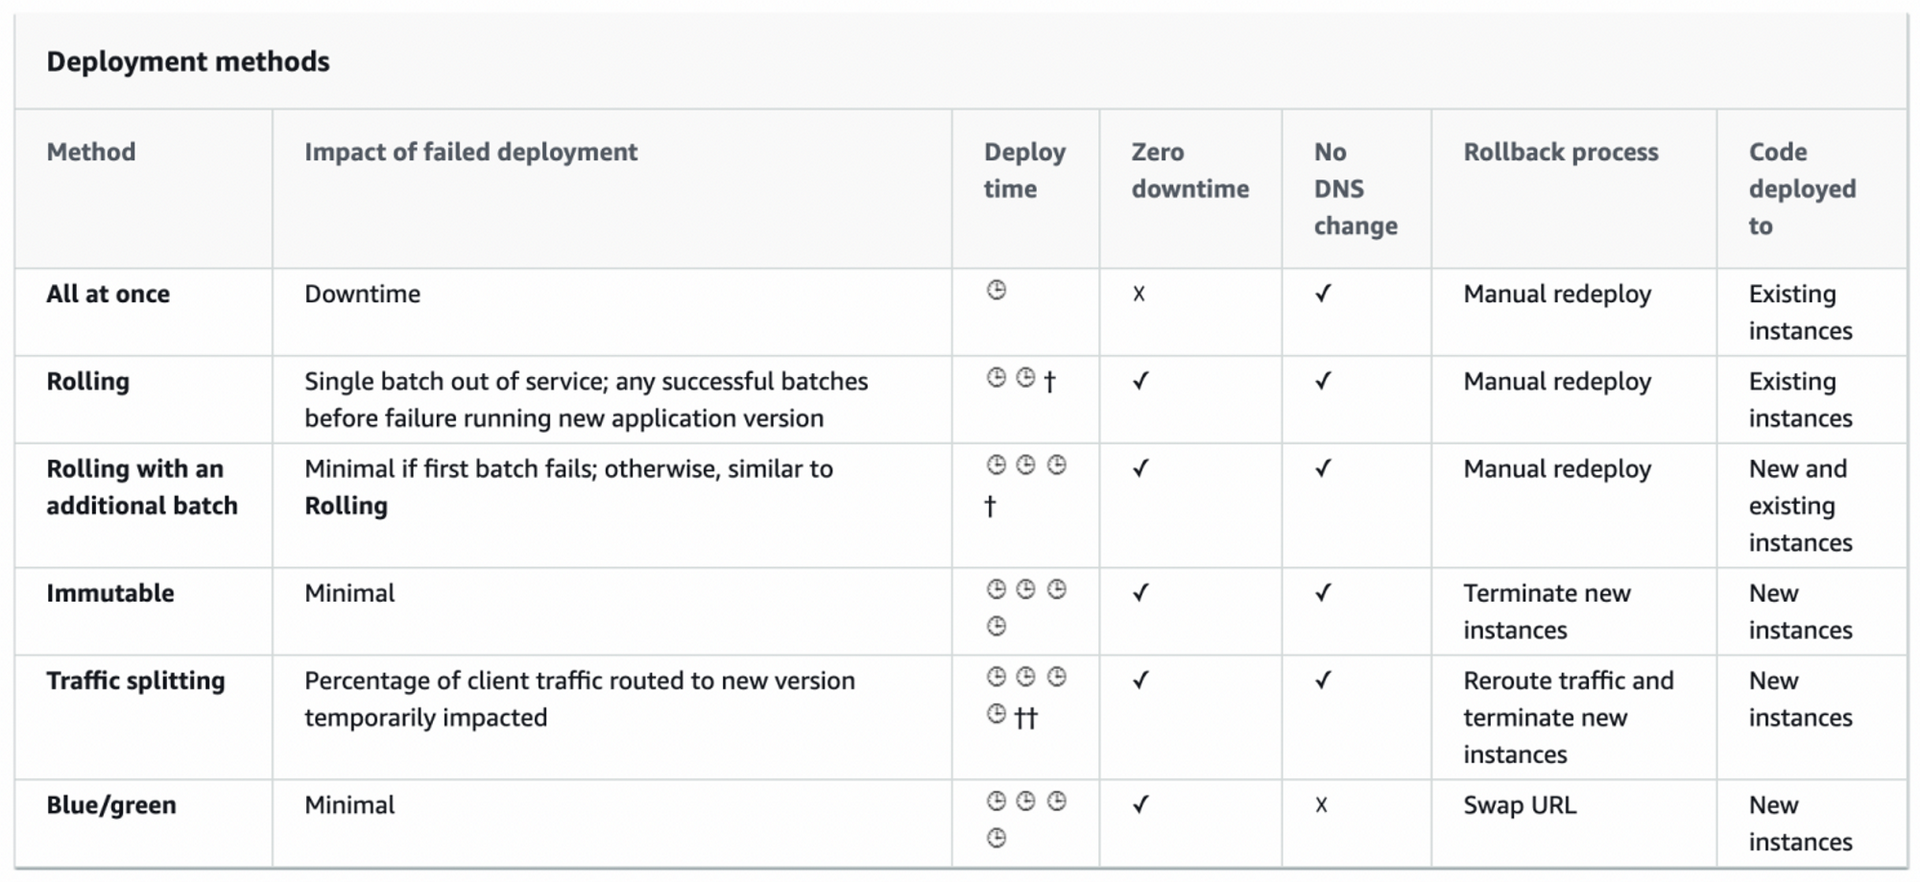 Deployment methods
Method
Impact of failed deployment
Deploy
time
Zero
downtime
No
DNS
change
Rollback process
Code
deployed
to
All at once
Downtime
🕒
☓
✓
Manual redeploy
Existing
instances
Rolling
Single batch out of service; any successful batches
before failure running new application version
🕒 🕒 †
✓
✓
Manual redeploy
Existing
instances
Rolling with an
additional batch
Minimal if first batch fails; otherwise, similar to
Rolling
🕒 🕒 🕒
†
✓
✓
Manual redeploy
New and
existing
instances
Immutable
Minimal
🕒 🕒 🕒
🕒
✓
✓
Terminate new
instances
New
instances
Traffic splitting
Percentage of client traffic routed to new version
temporarily impacted
🕒 🕒 🕒
🕒 ††
✓
✓
Reroute traffic and
terminate new
instances
New
instances
Blue/green
Minimal
🕒 🕒 🕒
🕒
✓
☓
Swap URL
New
instances